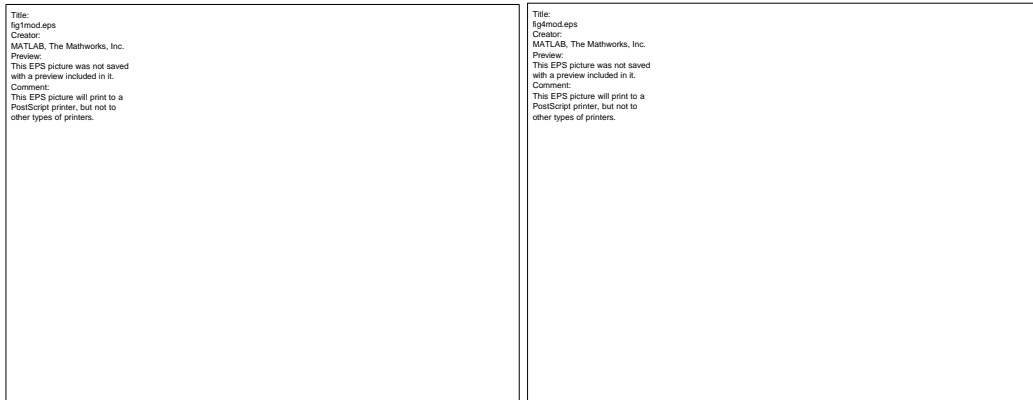 Title:
fig1mod.eps
Creator:
MATLAB, The Mathworks, Inc.
Preview:
This EPS picture was not saved
with a preview included in it.
Comment:
This EPS picture will print to a
PostScript printer, but not to
other types of printers.
Title:
fig4mod.eps
Creator:
MATLAB, The Mathworks, Inc.
Preview:
This EPS picture was not saved
with a preview included in it.
Comment:
This EPS picture will print to a
PostScript printer, but not to
other types of printers.